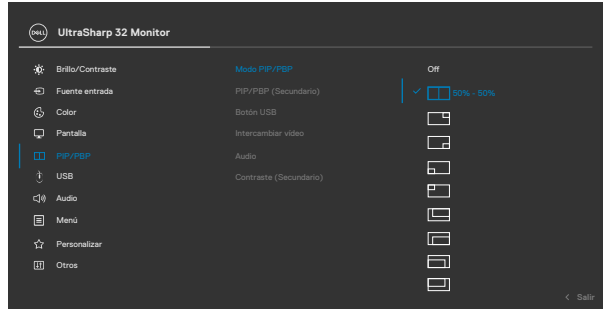 DELL UltraSharp 32 Monitor
Brillo/Contraste Modo PIP/PBP Off
Fuente entrada PIP/PBP (Secundario) 50% - 50%
Color Botón USB
Pantalla Intercambiar vídeo
PIP/PBP Audio
USB Contraste (Secundario)
Audio
Menú
Personalizar
Otros
Salir